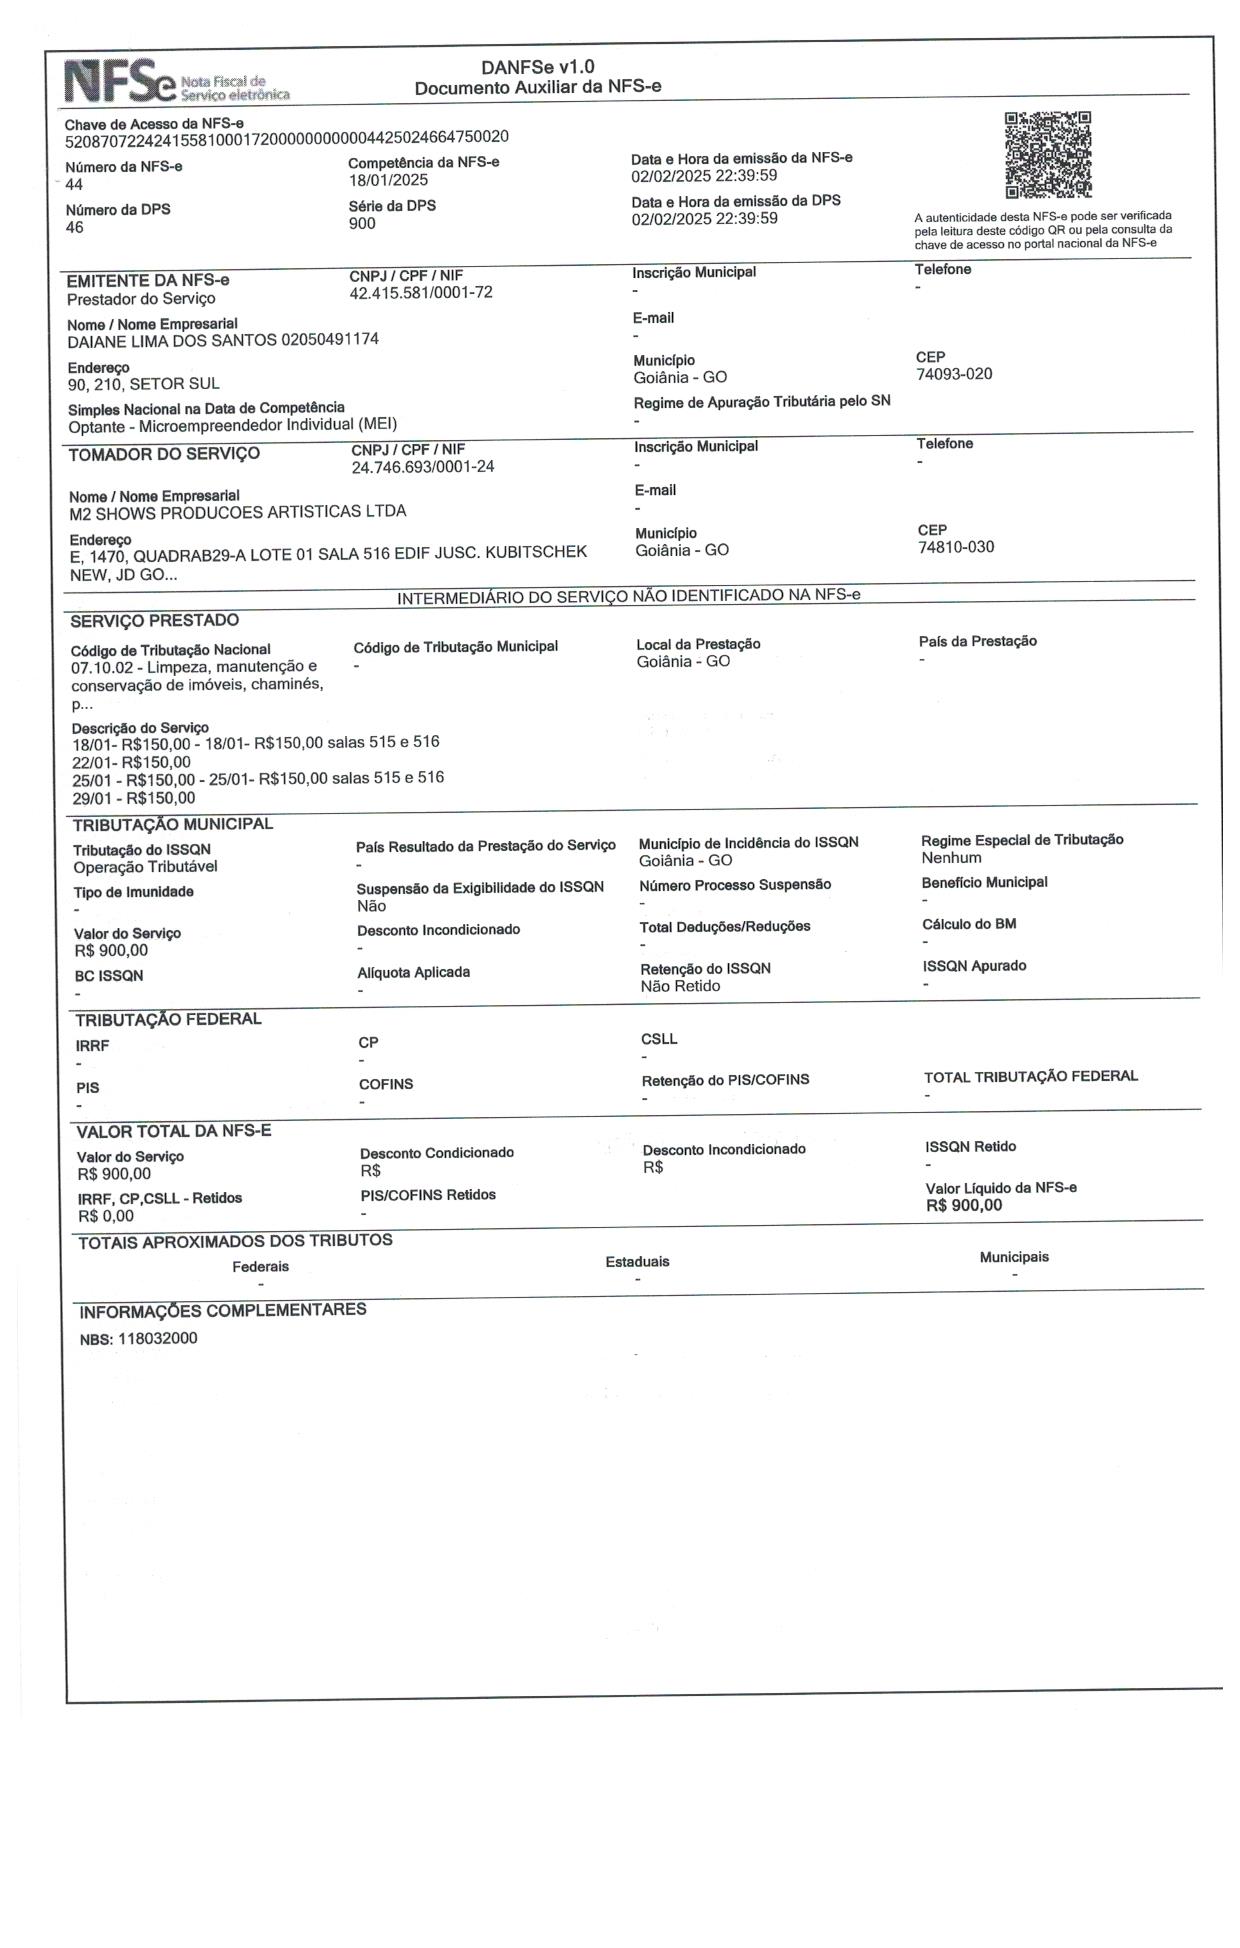 NFSe Nota Fiscal de
Serviço eletrônica
DANFSe v1.0
Documento Auxiliar da NFS-e
Chave de Acesso da NFS-e
52087072242415581000172000000000004425024664750020
Número da NFS-e
44
Competência da NFS-e
18/01/2025
Data e Hora da emissão da NFS-e
02/02/2025 22:39:59
Número da DPS
46
Série da DPS
900
Data e Hora da emissão da DPS
02/02/2025 22:39:59
A autenticidade desta NFS-e pode ser verificada
pela leitura deste código QR ou pela consulta da
chave de acesso no portal nacional da NFS-e
EMITENTE DA NFS-e
Prestador do Serviço
CNPJ / CPF / NIF
42.415.581/0001-72
Inscrição Municipal
-
Telefone
-
Nome / Nome Empresarial
DAIANE LIMA DOS SANTOS 02050491174
E-mail
-
Endereço
90, 210, SETOR SUL
Município
Goiânia - GO
CEP
74093-020
Simples Nacional na Data de Competência
Optante - Microempreendedor Individual (MEI)
Regime de Apuração Tributária pelo SN
-
TOMADOR DO SERVIÇO
CNPJ / CPF / NIF
24.746.693/0001-24
Inscrição Municipal
-
Telefone
-
Nome / Nome Empresarial
M2 SHOWS PRODUCOES ARTISTICAS LTDA
E-mail
-
Endereço
E, 1470, QUADRAB29-A LOTE 01 SALA 516 EDIF JUSC. KUBITSCHEK
NEW, JD GO...
Município
Goiânia - GO
CEP
74810-030
INTERMEDIÁRIO DO SERVIÇO NÃO IDENTIFICADO NA NFS-e
SERVIÇO PRESTADO
Código de Tributação Nacional
07.10.02 - Limpeza, manutenção e
conservação de imóveis, chaminés,
p...
Código de Tributação Municipal
-
Local da Prestação
Goiânia - GO
País da Prestação
-
Descrição do Serviço
18/01- R$150,00 - 18/01- R$150,00 salas 515 e 516
22/01- R$150,00
25/01 - R$150,00 - 25/01- R$150,00 salas 515 e 516
29/01 - R$150,00
TRIBUTAÇÃO MUNICIPAL
Tributação do ISSQN
Operação Tributável
País Resultado da Prestação do Serviço
-
Município de Incidência do ISSQN
Goiânia - GO
Regime Especial de Tributação
Nenhum
Tipo de Imunidade
-
Suspensão da Exigibilidade do ISSQN
Não
Número Processo Suspensão
-
Benefício Municipal
-
Valor do Serviço
R$ 900,00
Desconto Incondicionado
-
Total Deduções/Reduções
-
Cálculo do BM
-
BC ISSQN
-
Alíquota Aplicada
-
Retenção do ISSQN
Não Retido
ISSQN Apurado
-
TRIBUTAÇÃO FEDERAL
IRRF
-
CP
-
CSLL
-
PIS
-
COFINS
-
Retenção do PIS/COFINS
-
TOTAL TRIBUTAÇÃO FEDERAL
-
VALOR TOTAL DA NFS-E
Valor do Serviço
R$ 900,00
Desconto Condicionado
R$
Desconto Incondicionado
R$
ISSQN Retido
-
IRRF, CP,CSLL - Retidos
R$ 0,00
PIS/COFINS Retidos
-
Valor Líquido da NFS-e
R$ 900,00
TOTAIS APROXIMADOS DOS TRIBUTOS
Federais
-
Estaduais
-
Municipais
-
INFORMAÇÕES COMPLEMENTARES
NBS: 118032000